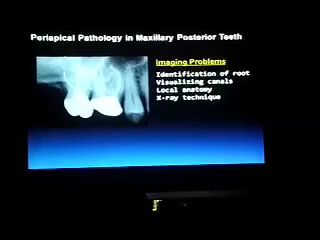 Periapical Pathology in Maxillary Posterior Teeth
Imaging Problems
Identification of root
Visualizing canals
Local anatomy
X-ray technique